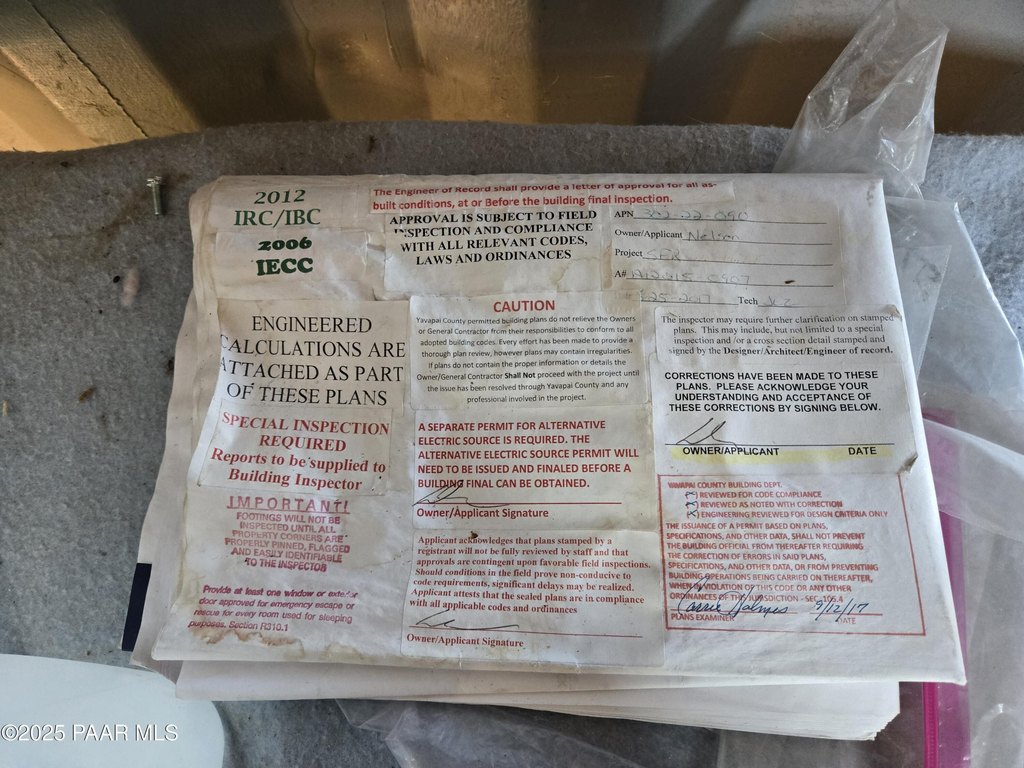 2012
IRC/IBC
2006
IECC
The Engineer of Record shall provide a letter of approval for all as-
built conditions, at or Before the building final inspection.
APPROVAL IS SUBJECT TO FIELD
INSPECTION AND COMPLIANCE
WITH ALL RELEVANT CODES,
LAWS AND ORDINANCES
APN 302-22-090
Owner/Applicant Nelson
Project SFR
A#
25-2017 Tech
ENGINEERED
CALCULATIONS ARE
ATTACHED AS PART
OF THESE PLANS
SPECIAL INSPECTION
REQUIRED
Reports to be supplied to
Building Inspector
IMPORTANT!
FOOTINGS WILL NOT BE
INSPECTED UNTIL ALL
PROPERTY CORNERS ARE
PROPERLY PINNED, FLAGGED
AND EASILY IDENTIFIABLE
TO THE INSPECTOR
Provide at least one window or exterior
door approved for emergency escape or
rescue for every room used for sleeping
purposes. Section R310.1
CAUTION
Yavapai County permitted building plans do not relieve the Owners
or General Contractor from their responsibilities to conform to all
adopted building codes. Every effort has been made to provide a
thorough plan review, however plans may contain irregularities.
If plans do not contain the proper information or details the
Owner/General Contractor Shall Not proceed with the project until
the issue has been resolved through Yavapai County and any
professional involved in the project.
A SEPARATE PERMIT FOR ALTERNATIVE
ELECTRIC SOURCE IS REQUIRED. THE
ALTERNATIVE ELECTRIC SOURCE PERMIT WILL
NEED TO BE ISSUED AND FINALED BEFORE A
BUILDING FINAL CAN BE OBTAINED.
Owner/Applicant Signature
Applicant acknowledges that plans stamped by a
registrant will not be fully reviewed by staff and that
approvals are contingent upon favorable field inspections.
Should conditions in the field prove non-conducive to
code requirements, significant delays may be realized.
Applicant attests that the sealed plans are in compliance
with all applicable codes and ordinances
Owner/Applicant Signature
The inspector may require further clarification on stamped
plans. This may include, but not limited to a special
inspection and /or a cross section detail stamped and
signed by the Designer/Architect/Engineer of record.
CORRECTIONS HAVE BEEN MADE TO THESE
PLANS. PLEASE ACKNOWLEDGE YOUR
UNDERSTANDING AND ACCEPTANCE OF
THESE CORRECTIONS BY SIGNING BELOW.
OWNER/APPLICANT DATE
YAVAPAI COUNTY BUILDING DEPT.
REVIEWED FOR CODE COMPLIANCE
REVIEWED AS NOTED WITH CORRECTION
ENGINEERING REVIEWED FOR DESIGN CRITERIA ONLY
THE ISSUANCE OF A PERMIT BASED ON PLANS,
SPECIFICATIONS, AND OTHER DATA, SHALL NOT PREVENT
THE BUILDING OFFICIAL FROM THEREAFTER REQUIRING
THE CORRECTION OF ERRORS IN SAID PLANS,
SPECIFICATIONS, AND OTHER DATA, OR FROM PREVENTING
BUILDING OPERATIONS BEING CARRIED ON THEREAFTER,
WHEN IN VIOLATION OF THIS CODE OR ANY OTHER
ORDINANCES OF THIS JURISDICTION - SEC. 106.4
Carrie Holmes 9/12/17
PLANS EXAMINER DATE
©2025 PAAR MLS